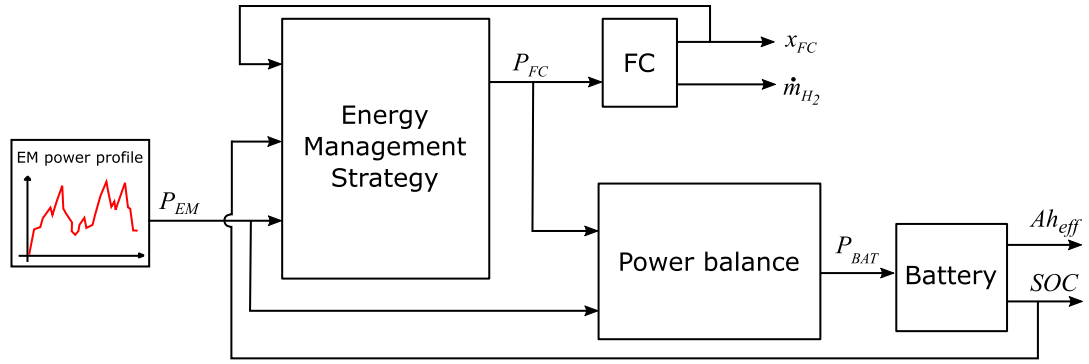 EM power profile
P_EM
Energy
Management
Strategy
P_FC
FC
x_FC
ṁ_H₂
Power balance
P_BAT
Battery
Ah_eff
SOC